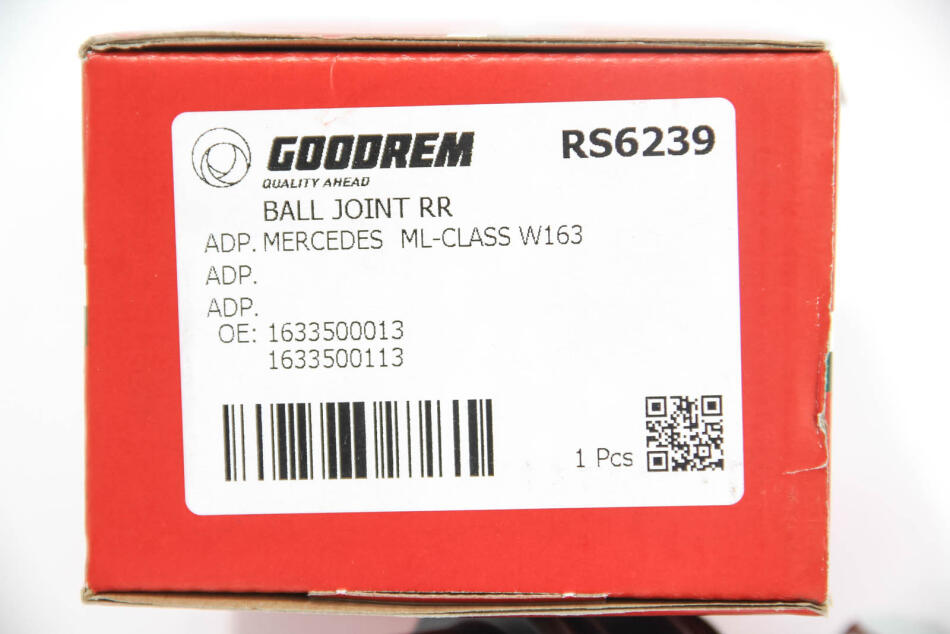 GOODREM
QUALITY AHEAD
RS6239
BALL JOINT RR
ADP. MERCEDES ML-CLASS W163
ADP.
ADP.
OE: 1633500013
1633500113
1 Pcs